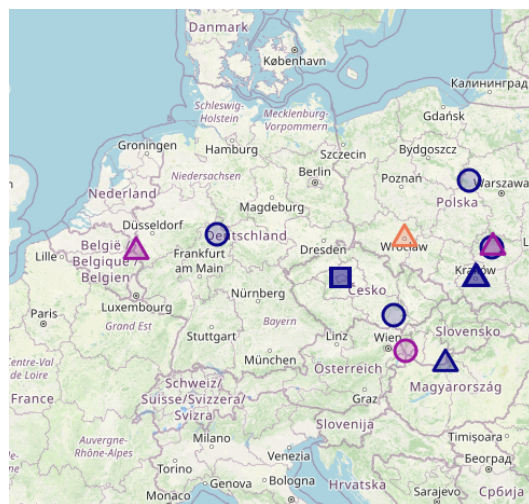 Danmark
København
Калининград
Schleswig-
Holstein
Mecklenburg-
Vorpommern
Gdańsk
Groningen
Hamburg
Szczecin
Bydgoszcz
Niedersachsen
Berlin
Poznań
Warszawa
Nederland
Magdeburg
Polska
Düsseldorf
Deutschland
Lille
België
Belgique
Belgien
Frankfurt
am Main
Dresden
Wrocław
Kraków
Luxembourg
Nürnberg
Česko
Paris
Grand Est
Stuttgart
Bayern
Linz
Wien
Slovensko
München
Österreich
Magyarország
Centre-Val
de Loire
France
Schweiz/
Suisse/Svizzera/
Svizra
Graz
Slovenija
Auvergne-
Rhône-Alpes
Milano
Venezia
Timișoara
Torino
Hrvatska
Београд
Monaco
Genova
Bologna
Sarajevo
Србија